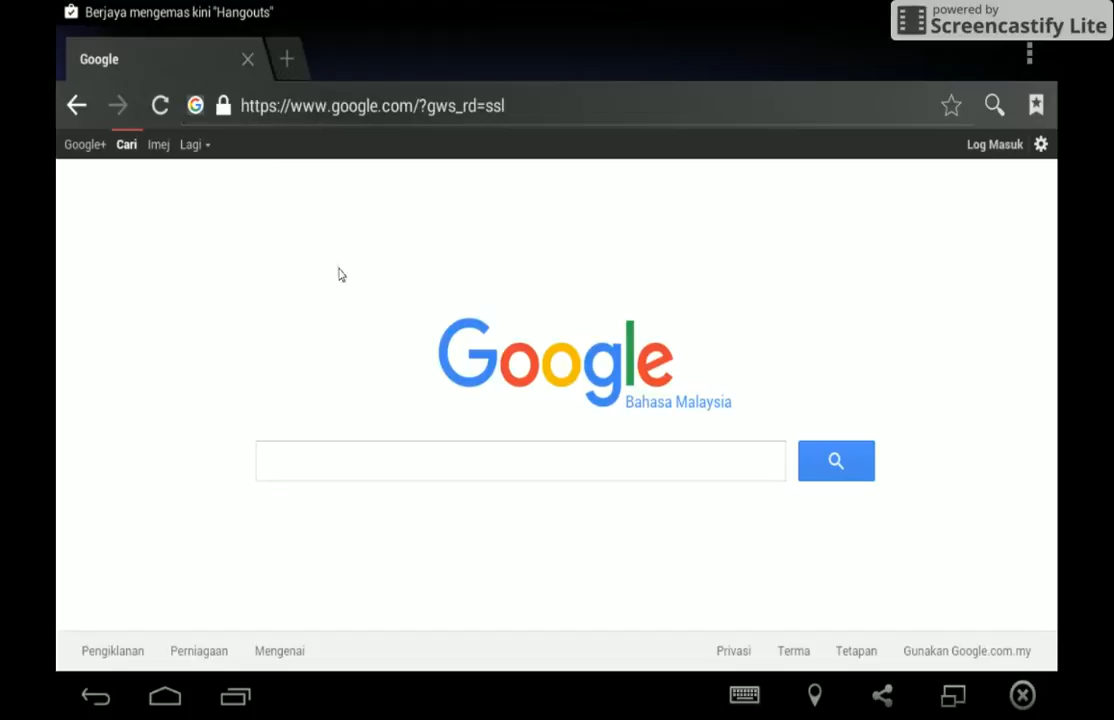 Berjaya mengemas kini "Hangouts"
powered by
Screencastify Lite
Google
https://www.google.com/?gws_rd=ssl
Google+ Cari Imej Lagi Log Masuk
Google
Bahasa Malaysia
Pengiklanan Perniagaan Mengenai Privasi Terma Tetapan Gunakan Google.com.my